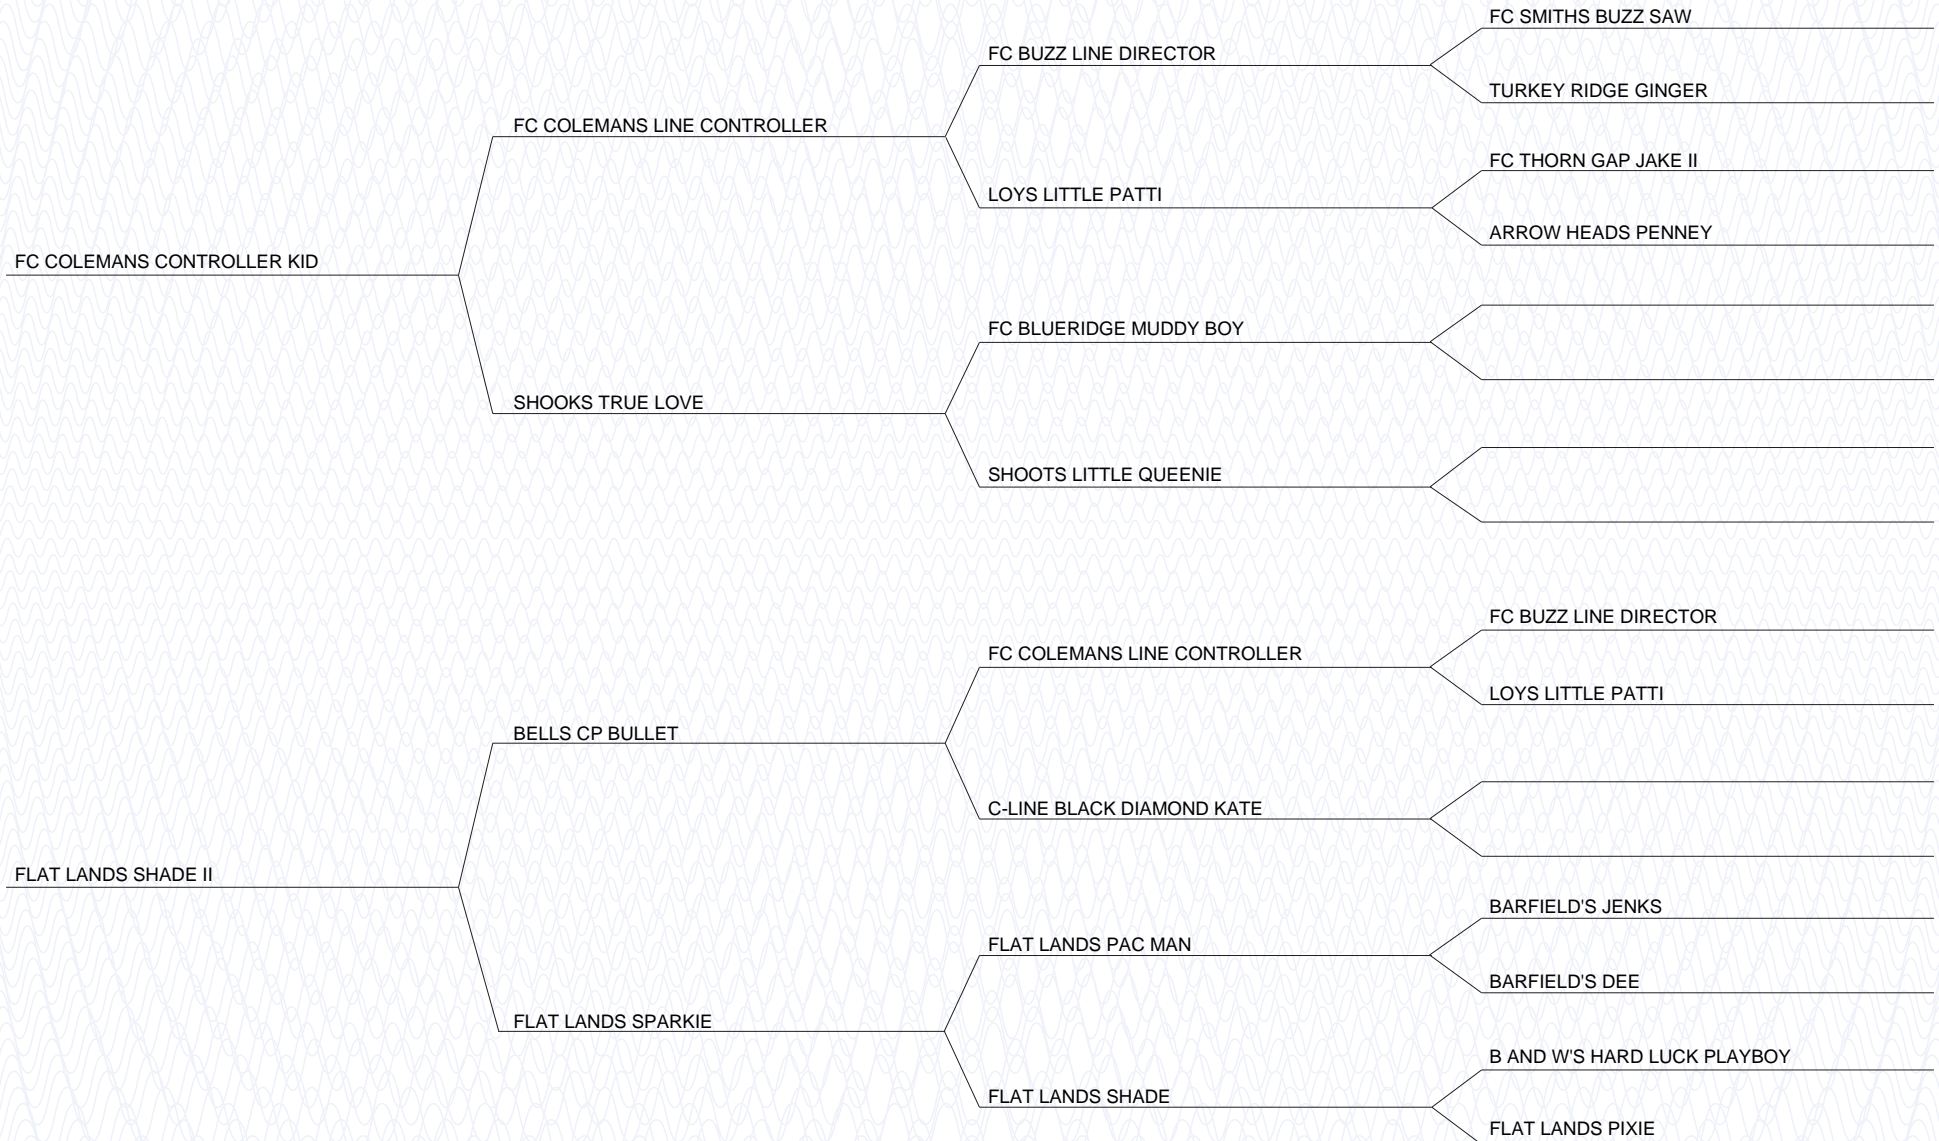 FC SMITHS BUZZ SAW
FC BUZZ LINE DIRECTOR
TURKEY RIDGE GINGER
FC COLEMANS LINE CONTROLLER
FC THORN GAP JAKE II
LOYS LITTLE PATTI
ARROW HEADS PENNEY
FC COLEMANS CONTROLLER KID
FC BLUERIDGE MUDDY BOY
SHOOKS TRUE LOVE
SHOOTS LITTLE QUEENIE
FC BUZZ LINE DIRECTOR
FC COLEMANS LINE CONTROLLER
LOYS LITTLE PATTI
BELLS CP BULLET
C-LINE BLACK DIAMOND KATE
FLAT LANDS SHADE II
BARFIELD'S JENKS
FLAT LANDS PAC MAN
BARFIELD'S DEE
FLAT LANDS SPARKIE
B AND W'S HARD LUCK PLAYBOY
FLAT LANDS SHADE
FLAT LANDS PIXIE